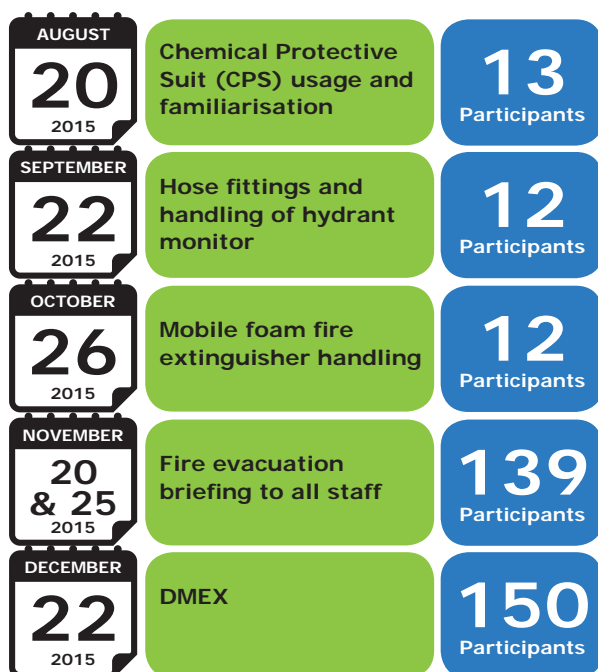 AUGUST
20
2015
Chemical Protective
Suit (CPS) usage and
familiarisation
13
Participants
SEPTEMBER
22
2015
Hose fittings and
handling of hydrant
monitor
12
Participants
OCTOBER
26
2015
Mobile foam fire
extinguisher handling
12
Participants
NOVEMBER
20
& 25
2015
Fire evacuation
briefing to all staff
139
Participants
DECEMBER
22
2015
DMEX
150
Participants